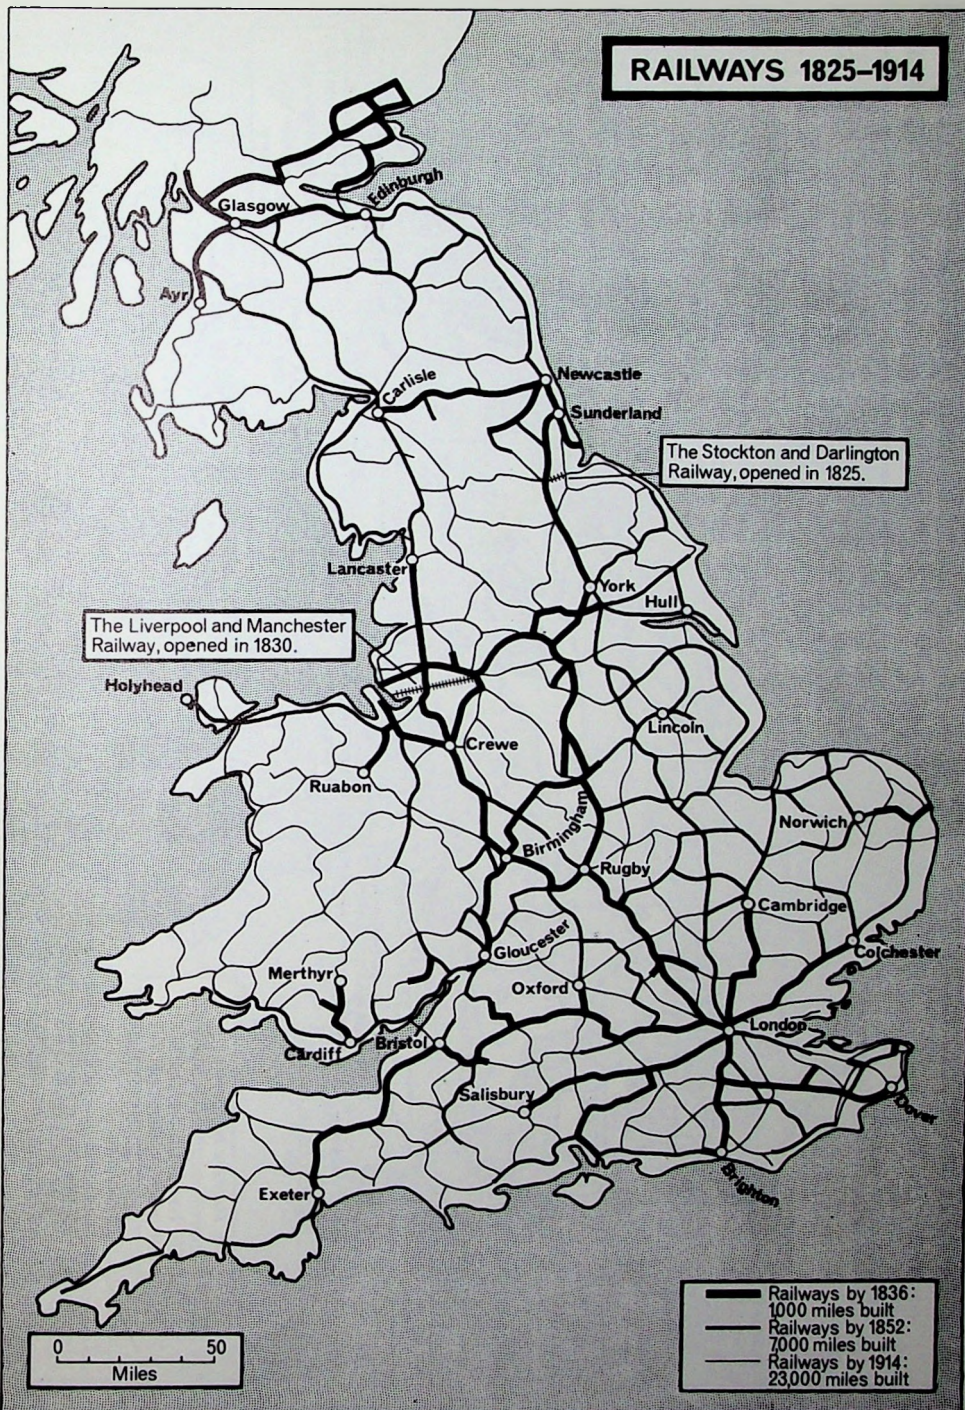 RAILWAYS 1825–1914
Edinburgh
Glasgow
Ayr
Carlisle
Newcastle
Sunderland
The Stockton and Darlington
Railway, opened in 1825.
Lancaster
York
Hull
The Liverpool and Manchester
Railway, opened in 1830.
Holyhead
Lincoln
Crewe
Ruabon
Norwich
Birmingham
Rugby
Cambridge
Gloucester
Colchester
Merthyr
Oxford
London
Cardiff
Bristol
Salisbury
Dover
Brighton
Exeter
Railways by 1836:
1,000 miles built
Railways by 1852:
7,000 miles built
Railways by 1914:
23,000 miles built
0 50
Miles